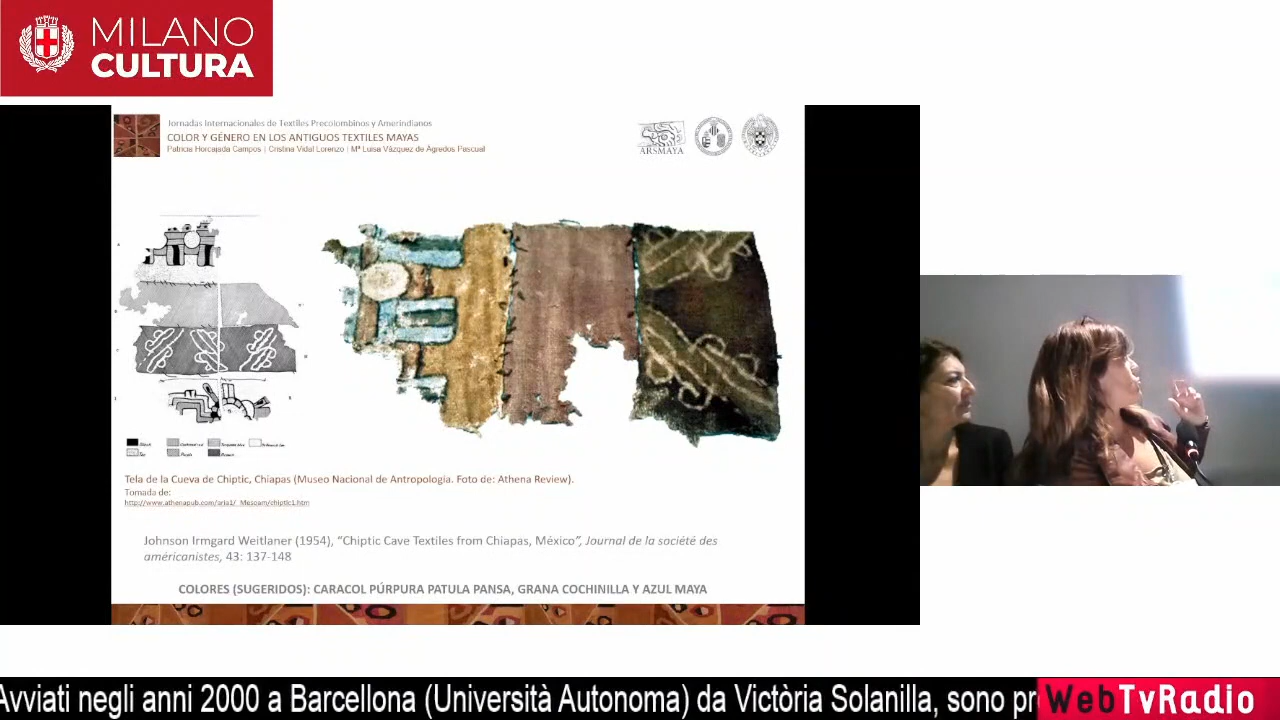 MILANO
CULTURA
Jornadas Internacionales de Textiles Precolombinos y Amerindianos
COLOR Y GÉNERO EN LOS ANTIGUOS TEXTILES MAYAS
Patricia Horcajada Campos | Cristina Vidal Lorenzo | Mª Luisa Vázquez de Ágredos Pascual
ARSMAYA
Tela de la Cueva de Chiptic, Chiapas (Museo Nacional de Antropología. Foto de: Athena Review).
Tomada de:
http://www.athenapub.com/aria1/_Mesoam/chiptic1.htm
Johnson Irmgard Weitlaner (1954), “Chiptic Cave Textiles from Chiapas, México”, Journal de la société des
américanistes, 43: 137-148
COLORES (SUGERIDOS): CARACOL PÚRPURA PATULA PANSA, GRANA COCHINILLA Y AZUL MAYA
Avviati negli anni 2000 a Barcellona (Università Autonoma) da Victòria Solanilla, sono pr
WebTvRadio